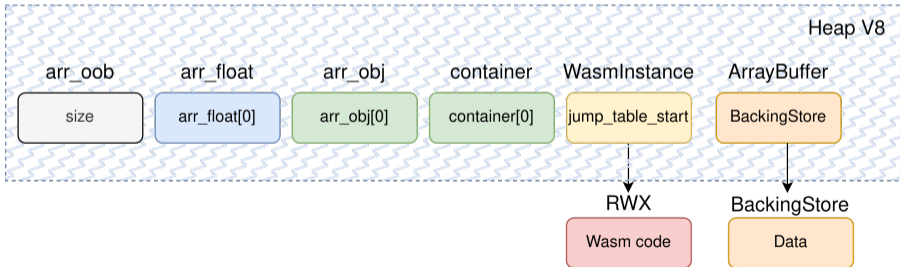 Heap V8
arr_oob
arr_float
arr_obj
container
WasmInstance
ArrayBuffer
size
arr_float[0]
arr_obj[0]
container[0]
jump_table_start
BackingStore
RWX
BackingStore
Wasm code
Data